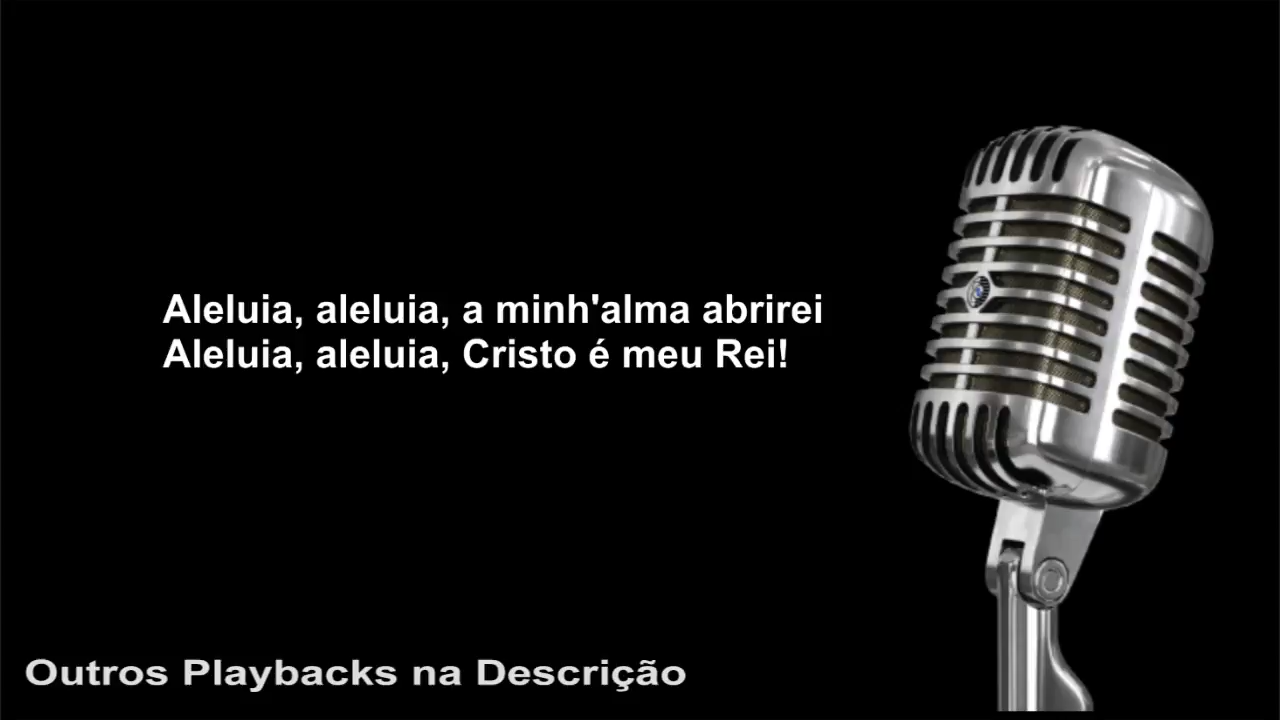 Aleluia, aleluia, a minh'alma abrirei
Aleluia, aleluia, Cristo é meu Rei!
Outros Playbacks na Descrição